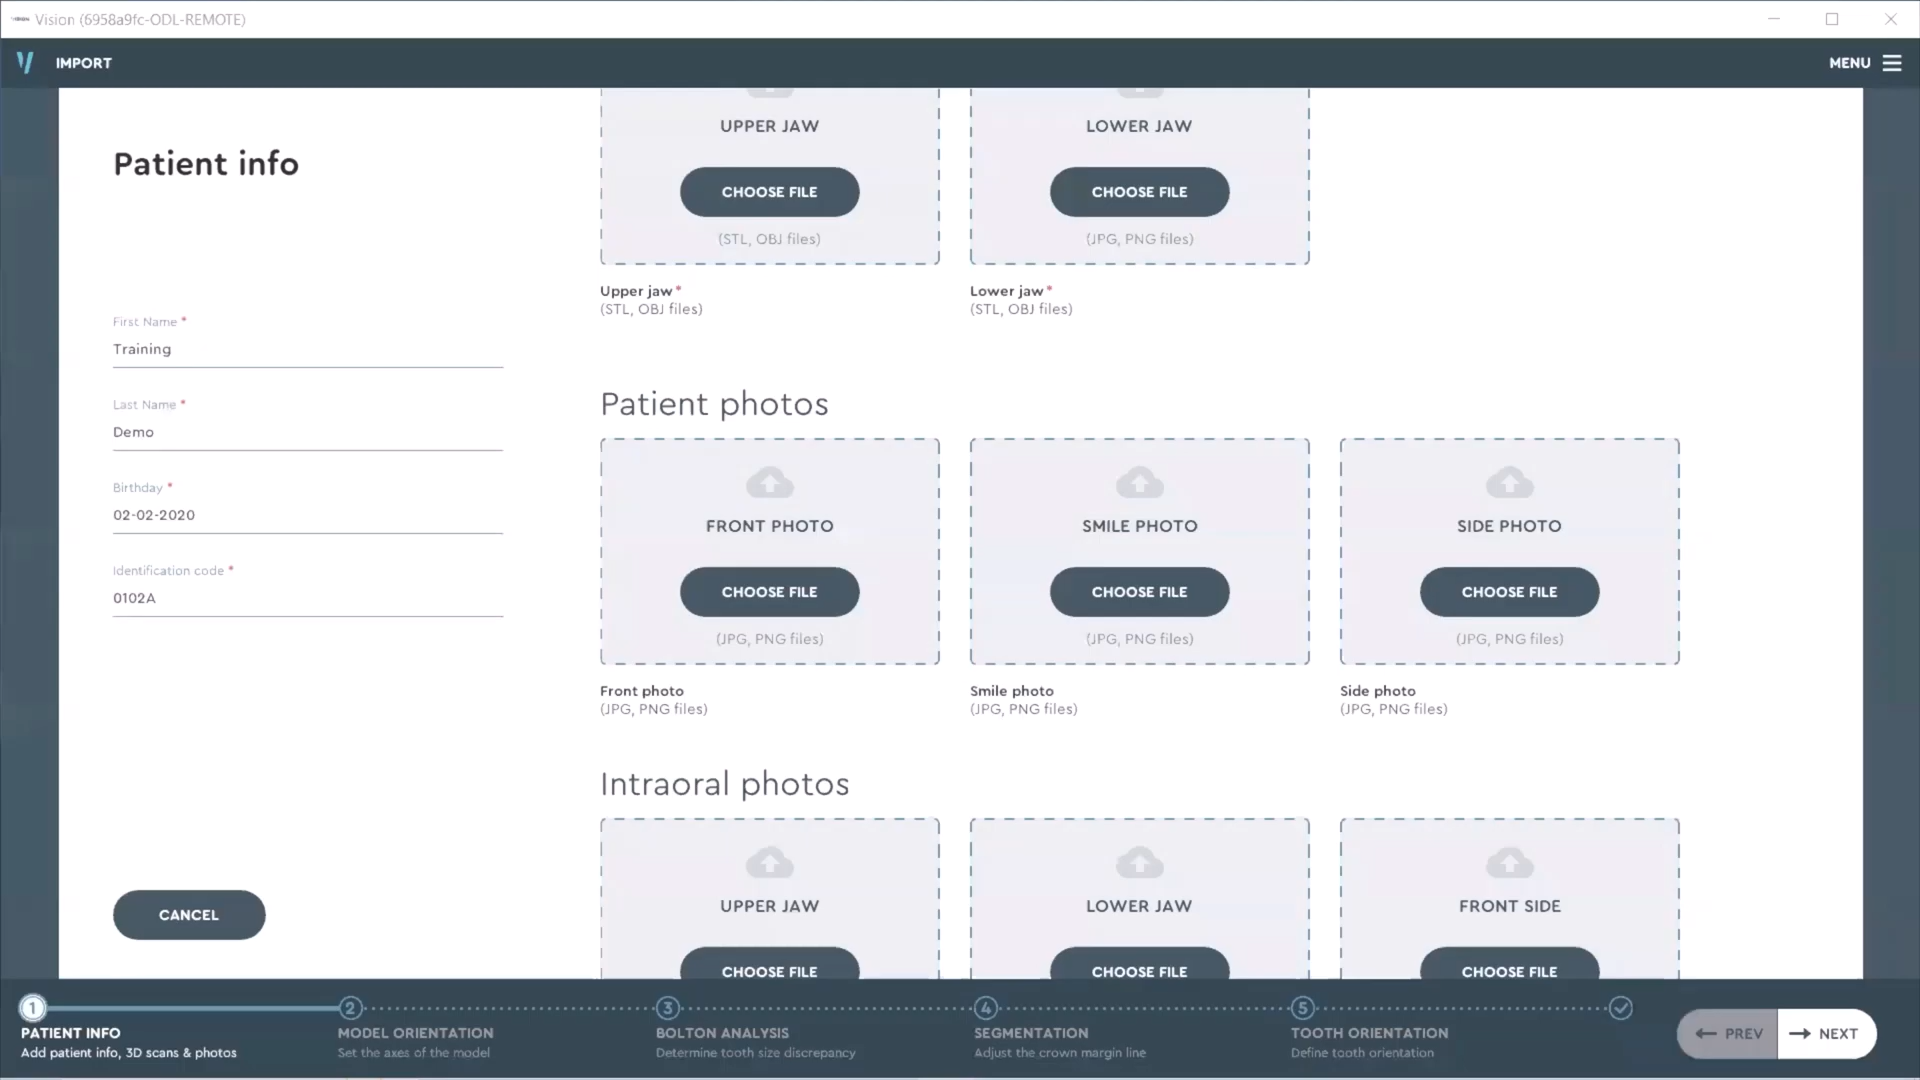 Vision (6958a9fc-ODL-REMOTE)
IMPORT
MENU
Patient info
First Name *
Training
Last Name *
Demo
Birthday *
02-02-2020
Identification code *
0102A
CANCEL
UPPER JAW
LOWER JAW
CHOOSE FILE
CHOOSE FILE
(STL, OBJ files)
(JPG, PNG files)
Upper jaw *
Lower jaw *
(STL, OBJ files)
(STL, OBJ files)
Patient photos
FRONT PHOTO
SMILE PHOTO
SIDE PHOTO
CHOOSE FILE
CHOOSE FILE
CHOOSE FILE
(JPG, PNG files)
(JPG, PNG files)
(JPG, PNG files)
Front photo
Smile photo
Side photo
(JPG, PNG files)
(JPG, PNG files)
(JPG, PNG files)
Intraoral photos
UPPER JAW
LOWER JAW
FRONT SIDE
CHOOSE FILE
CHOOSE FILE
CHOOSE FILE
1
PATIENT INFO
Add patient info, 3D scans & photos
2
MODEL ORIENTATION
Set the axes of the model
3
BOLTON ANALYSIS
Determine tooth size discrepancy
4
SEGMENTATION
Adjust the crown margin line
5
TOOTH ORIENTATION
Define tooth orientation
PREV
NEXT